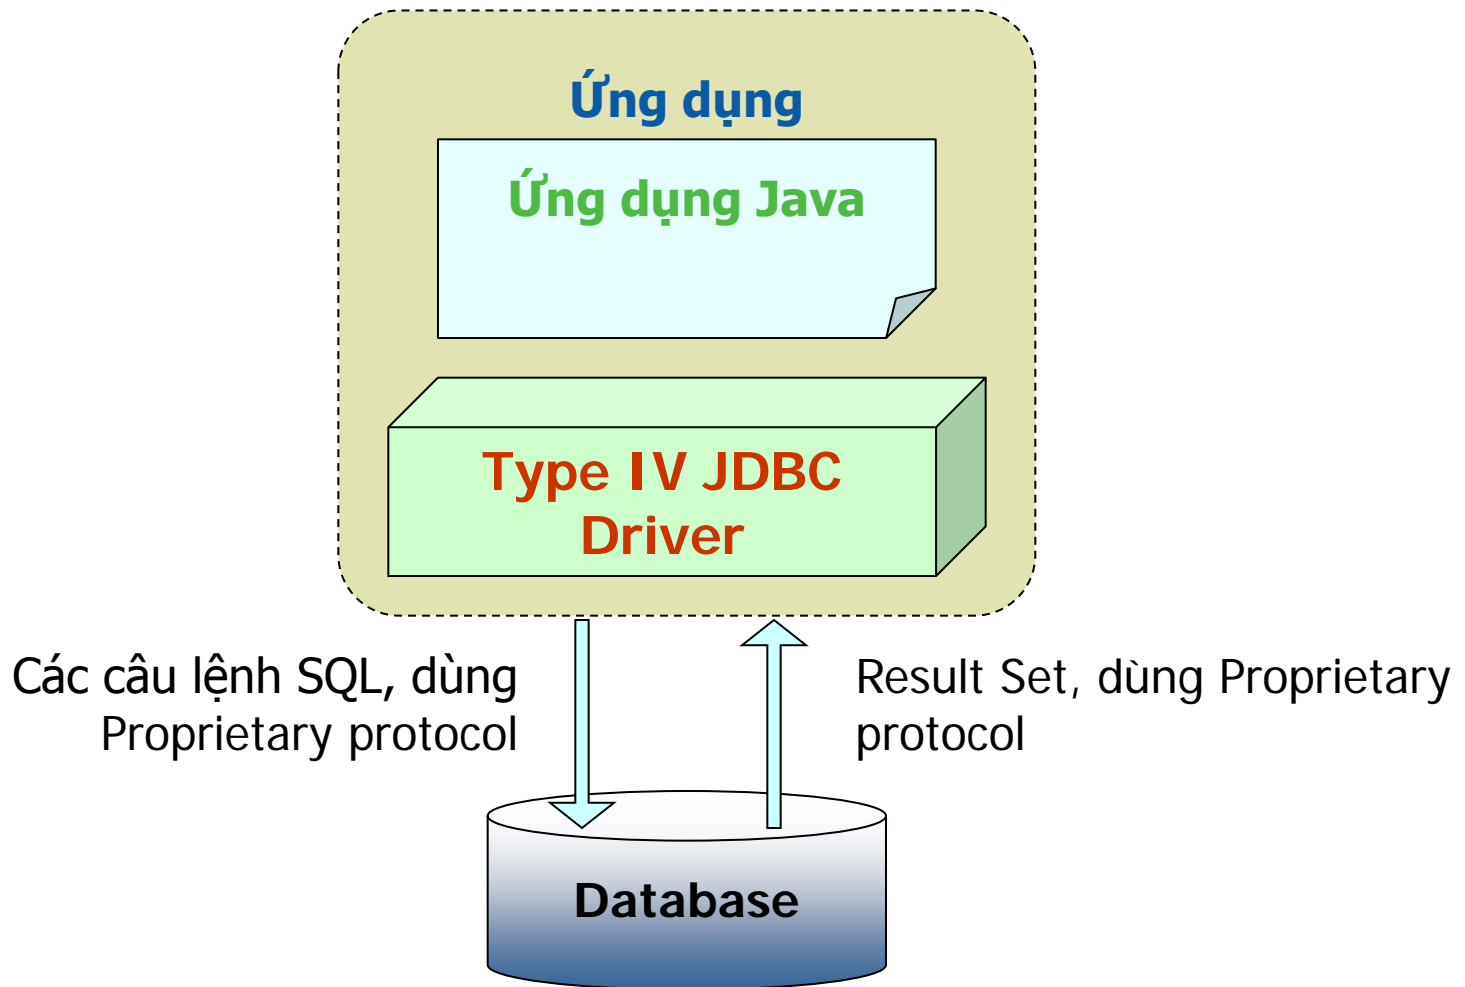 Ứng dụng
Ứng dụng Java
Type IV JDBC
Driver
Các câu lệnh SQL, dùng
Proprietary protocol
Result Set, dùng Proprietary
protocol
Database